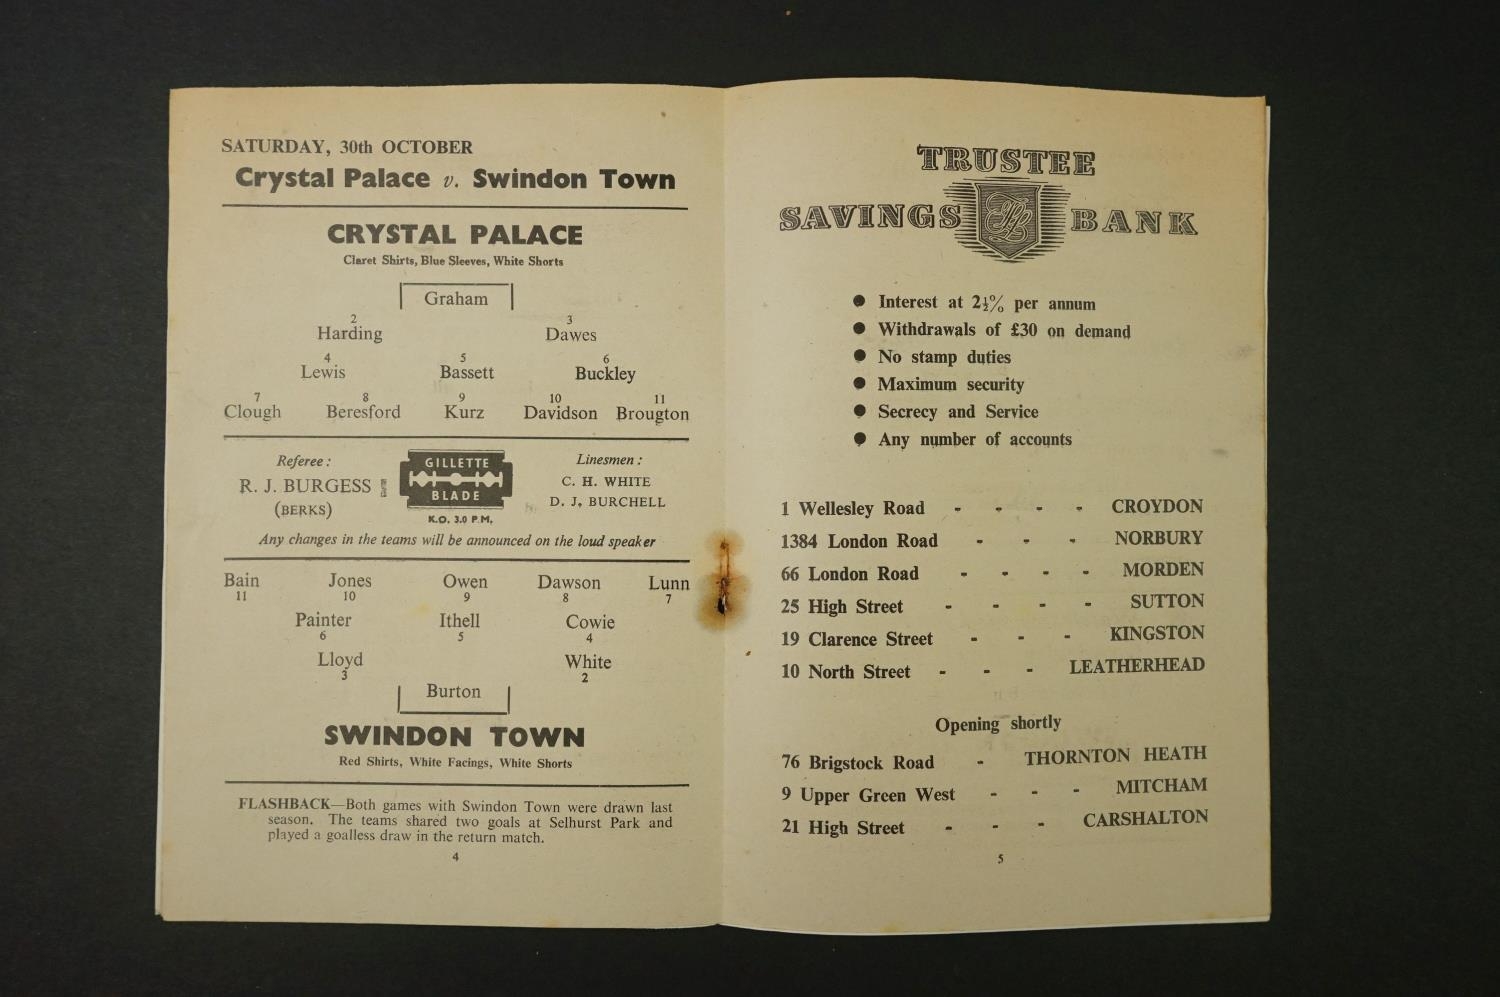 SATURDAY, 30th OCTOBER
Crystal Palace v. Swindon Town
CRYSTAL PALACE
Claret Shirts, Blue Sleeves, White Shorts
Graham
2 3
Harding Dawes
4 5 6
Lewis Bassett Buckley
7 8 9 10 11
Clough Beresford Kurz Davidson Brougton
Referee :
R. J. BURGESS
(BERKS)
GILLETTE
BLADE
K.O. 3.0 P.M.
Linesmen :
C. H. WHITE
D. J. BURCHELL
Any changes in the teams will be announced on the loud speaker
Bain Jones Owen Dawson Lunn
11 10 9 8 7
Painter Ithell Cowie
6 5 4
Lloyd White
3 2
Burton
SWINDON TOWN
Red Shirts, White Facings, White Shorts
FLASHBACK—Both games with Swindon Town were drawn last
season. The teams shared two goals at Selhurst Park and
played a goalless draw in the return match.
4
TRUSTEE
SAVINGS BANK
● Interest at 2½% per annum
● Withdrawals of £30 on demand
● No stamp duties
● Maximum security
● Secrecy and Service
● Any number of accounts
1 Wellesley Road - - - - CROYDON
1384 London Road - - - NORBURY
66 London Road - - - - MORDEN
25 High Street - - - - SUTTON
19 Clarence Street - - - KINGSTON
10 North Street - - - LEATHERHEAD
Opening shortly
76 Brigstock Road - THORNTON HEATH
9 Upper Green West - - - MITCHAM
21 High Street - - - CARSHALTON
5